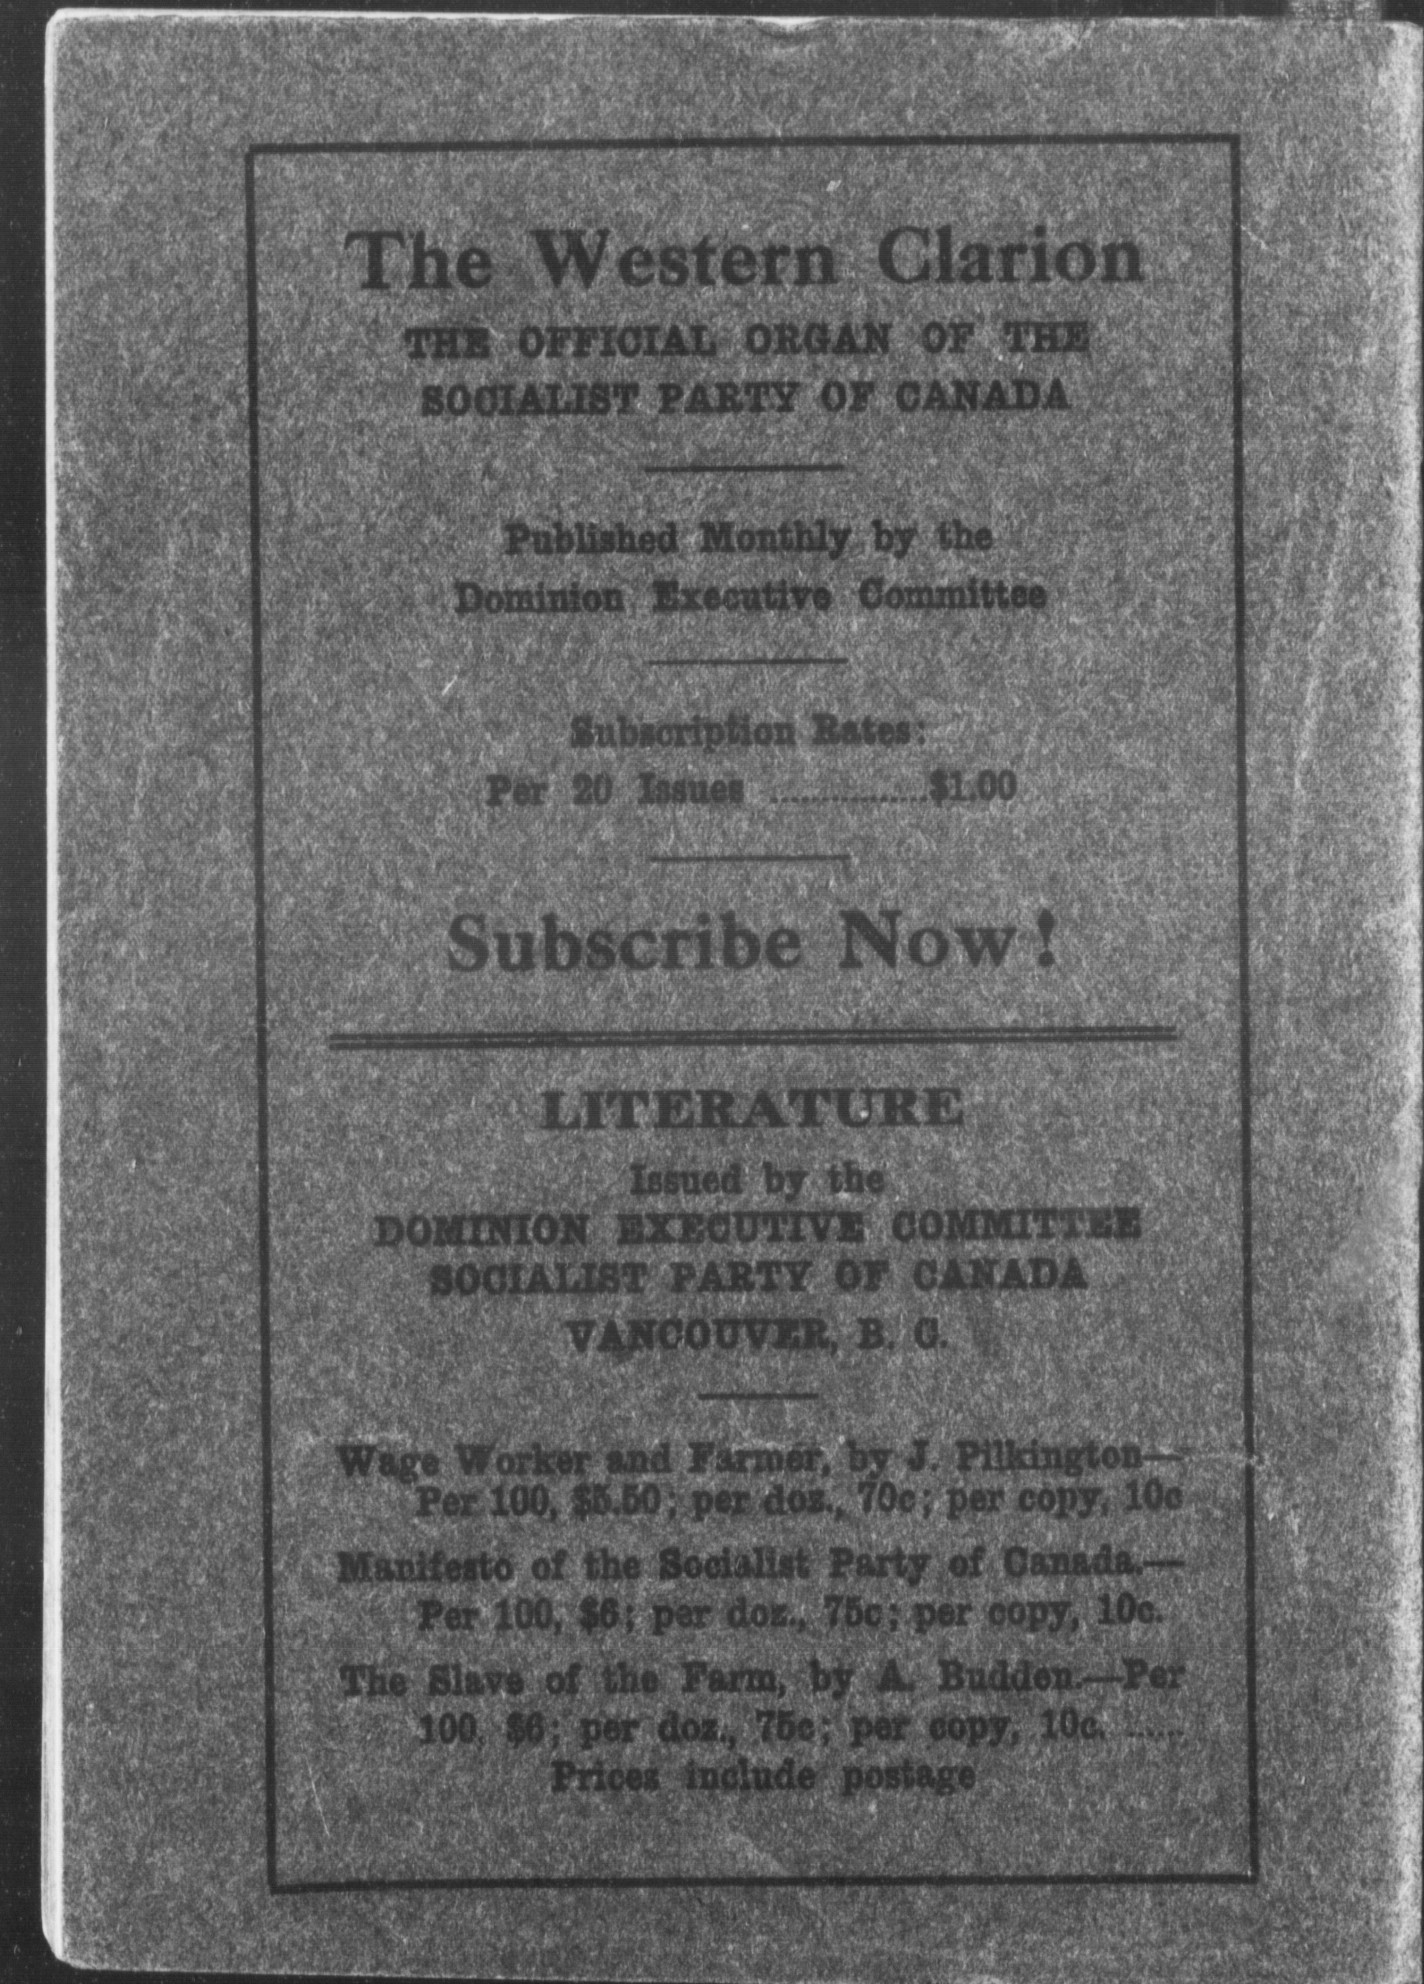 The Western Clarion
THE OFFICIAL ORGAN OF THE
SOCIALIST PARTY OF CANADA
Published Monthly by the
Dominion Executive Committee
Subscription Rates:
Per 20 Issues ................$1.00
Subscribe Now!
LITERATURE
Issued by the
DOMINION EXECUTIVE COMMITTEE
SOCIALIST PARTY OF CANADA
VANCOUVER, B. C.
Wage Worker and Farmer, by J. Pilkington—
Per 100, $5.50; per doz., 70c; per copy, 10c
Manifesto of the Socialist Party of Canada.—
Per 100, $6; per doz., 75c; per copy, 10c.
The Slave of the Farm, by A. Budden.—Per
100, $6; per doz., 75c; per copy, 10c. ......
Prices include postage